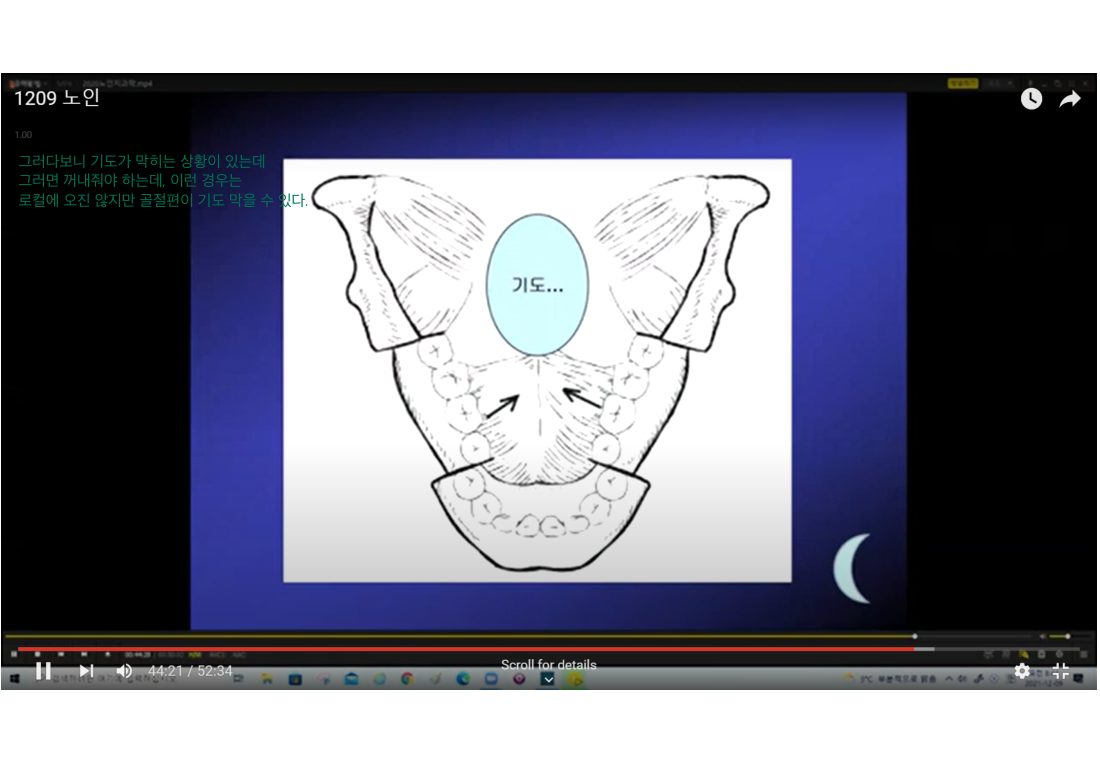 1209 노인
1.00
그러다보니 기도가 막히는 상황이 있는데
그러면 꺼내줘야 하는데, 이런 경우는
로컬에 오진 않지만 골절편이 기도 막을 수 있다.
기도...
44:21 / 52:34
Scroll for details